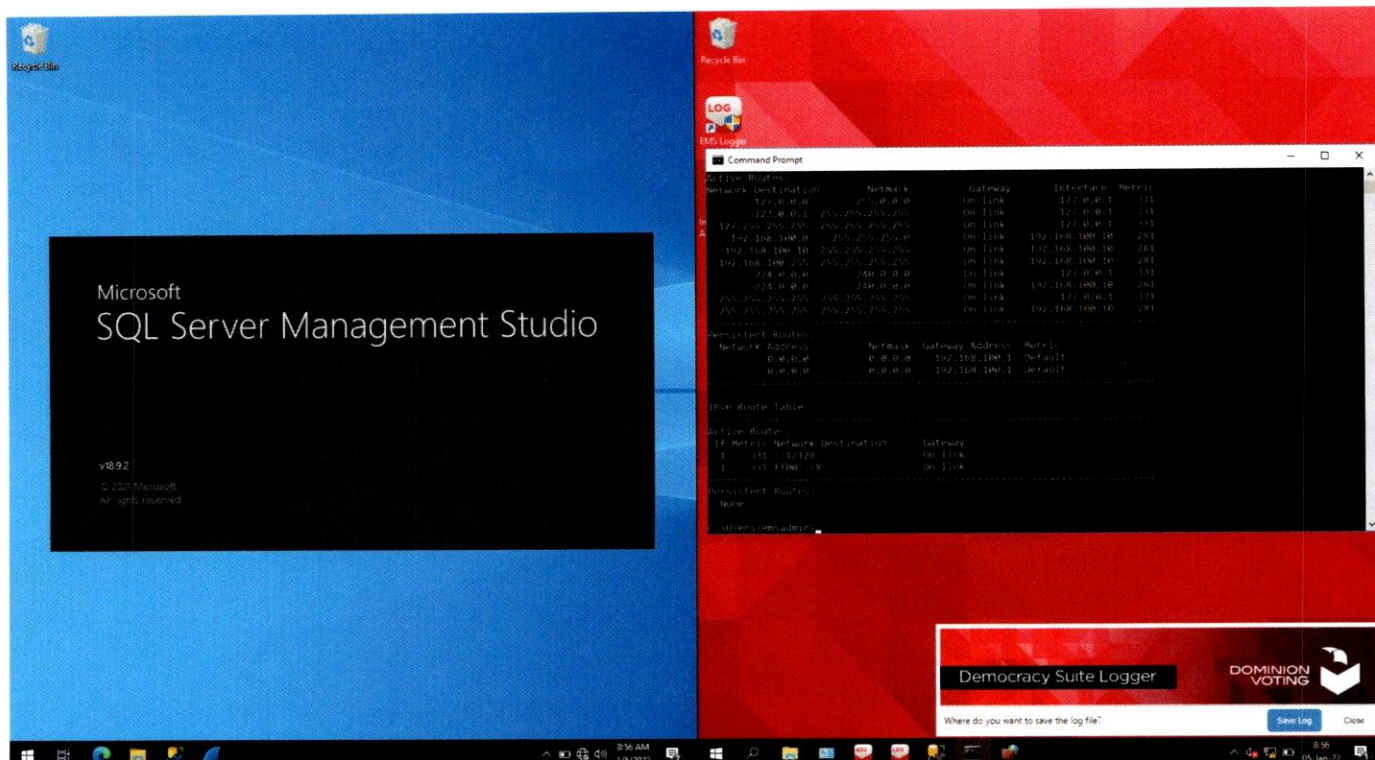 Recycle Bin
Microsoft
SQL Server Management Studio
v18.9.2
© 2021 Microsoft.
All rights reserved.
8:56 AM
1/5/2022
Recycle Bin
LOG
EMS Logger
Command Prompt
Active Routes:
Network Destination Netmask Gateway Interface Metric
127.0.0.0 255.0.0.0 On-link 127.0.0.1 331
127.0.0.1 255.255.255.255 On-link 127.0.0.1 331
127.255.255.255 255.255.255.255 On-link 127.0.0.1 331
192.168.100.0 255.255.255.0 On-link 192.168.100.10 281
192.168.100.10 255.255.255.255 On-link 192.168.100.10 281
192.168.100.255 255.255.255.255 On-link 192.168.100.10 281
224.0.0.0 240.0.0.0 On-link 127.0.0.1 331
224.0.0.0 240.0.0.0 On-link 192.168.100.10 281
255.255.255.255 255.255.255.255 On-link 127.0.0.1 331
255.255.255.255 255.255.255.255 On-link 192.168.100.10 281
Persistent Routes:
Network Address Netmask Gateway Address Metric
0.0.0.0 0.0.0.0 192.168.100.1 Default
0.0.0.0 0.0.0.0 192.168.100.1 Default
IPv6 Route Table
Active Routes:
If Metric Network Destination Gateway
1 331 ::1/128 On-link
1 331 ff00::/8 On-link
Persistent Routes:
None
C:\Users\emsadmin>
Democracy Suite Logger
DOMINION
VOTING
Where do you want to save the log file?
Save Log Close
ADJ LOG
8:56
05-Jan-22